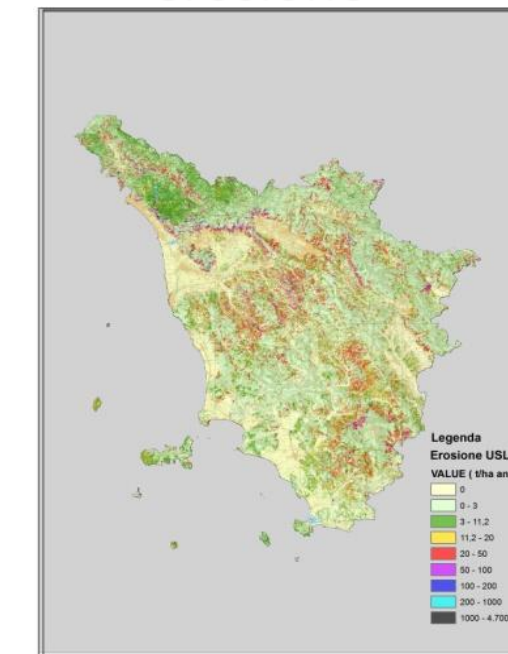 Legenda
Erosione USL
VALUE ( t/ha an
0
0 - 3
3 - 11,2
11,2 - 20
20 - 50
50 - 100
100 - 200
200 - 1000
1000 - 4.700